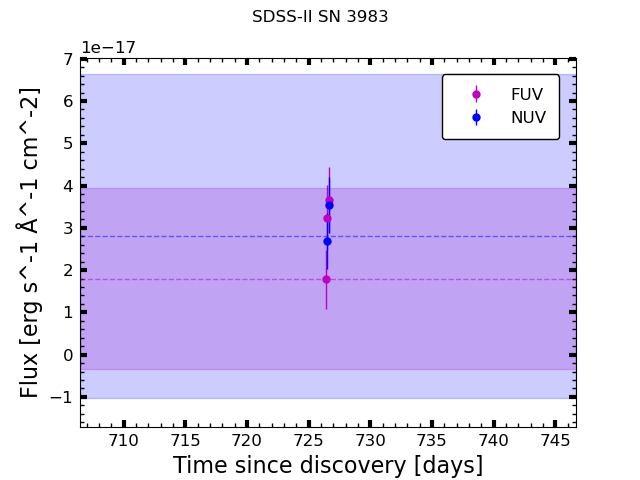 SDSS-II SN 3983
1e−17
7
6
5
4
3
2
1
0
−1
FUV
NUV
710
715
720
725
730
735
740
745
Time since discovery [days]
Flux [erg s^-1 Å^-1 cm^-2]